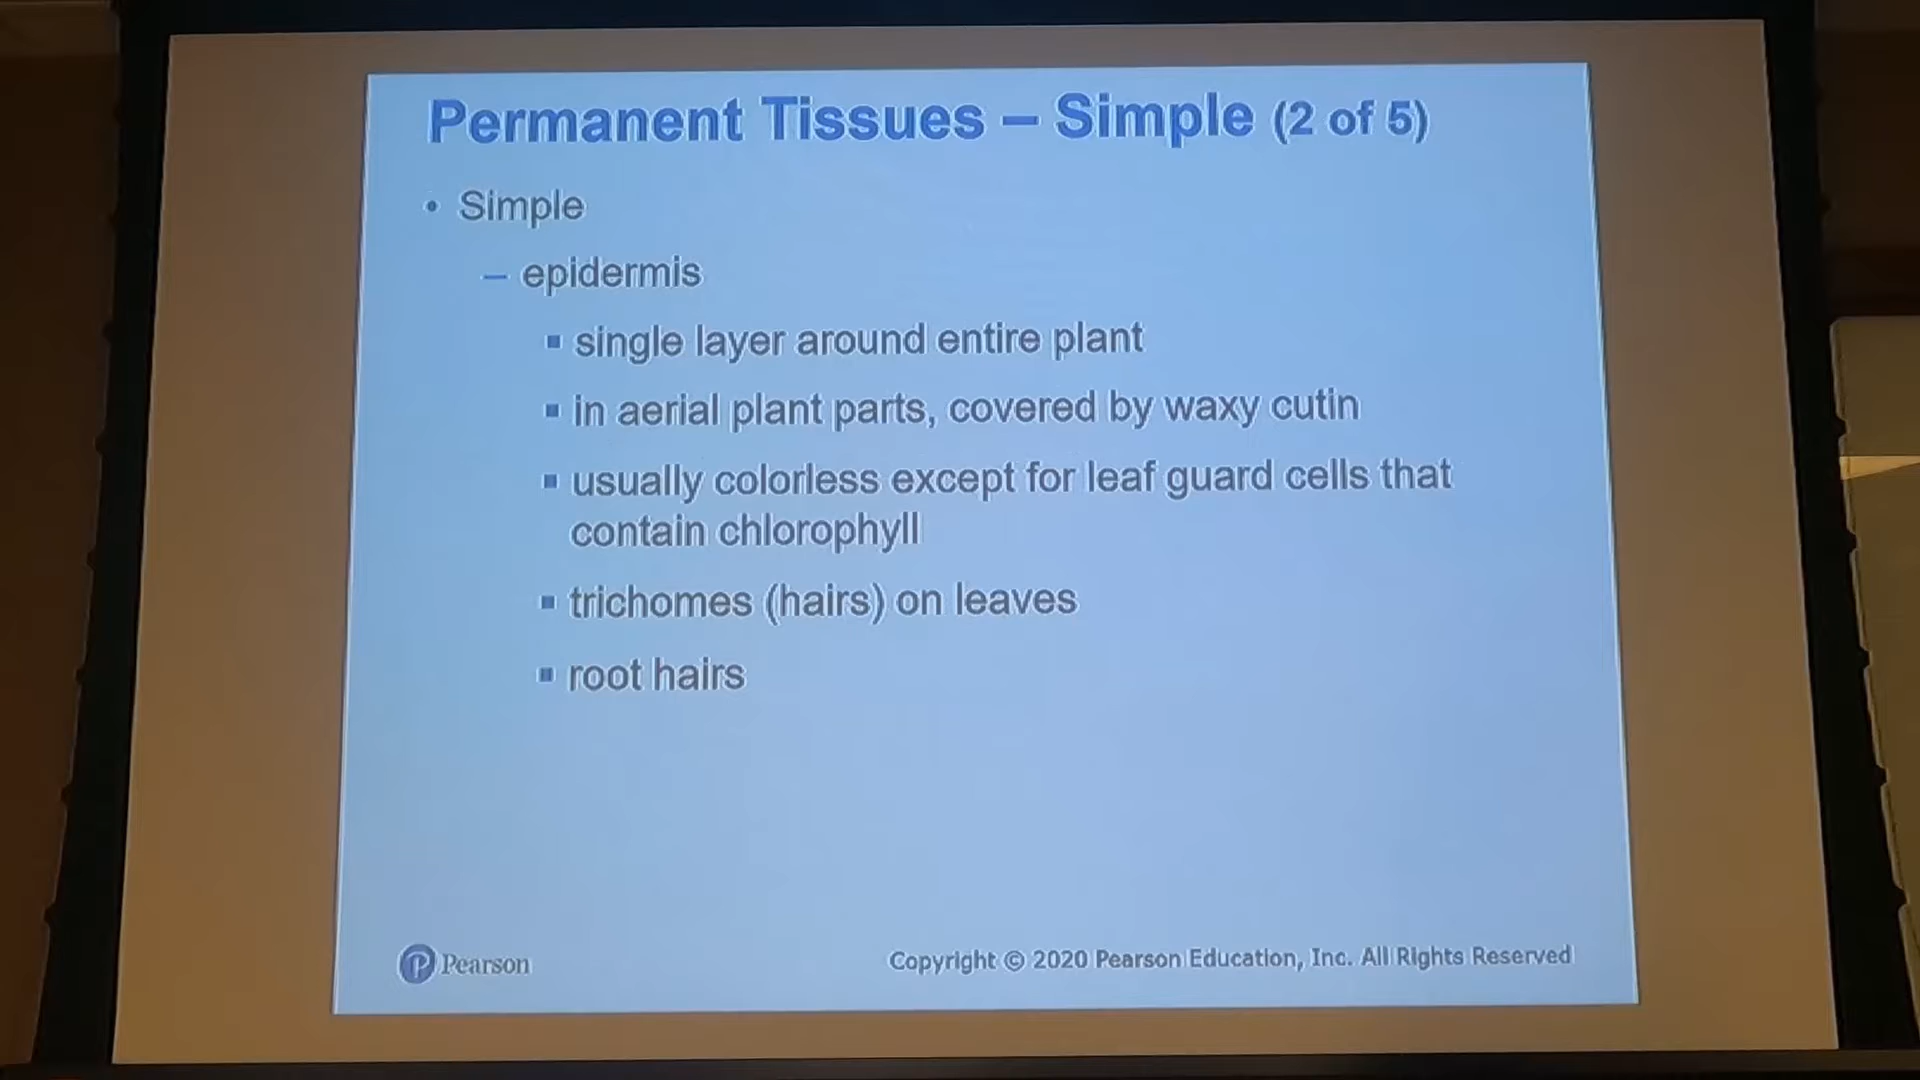 Permanent Tissues – Simple (2 of 5)
• Simple
– epidermis
▪ single layer around entire plant
▪ in aerial plant parts, covered by waxy cutin
▪ usually colorless except for leaf guard cells that
contain chlorophyll
▪ trichomes (hairs) on leaves
▪ root hairs
P Pearson
Copyright © 2020 Pearson Education, Inc. All Rights Reserved